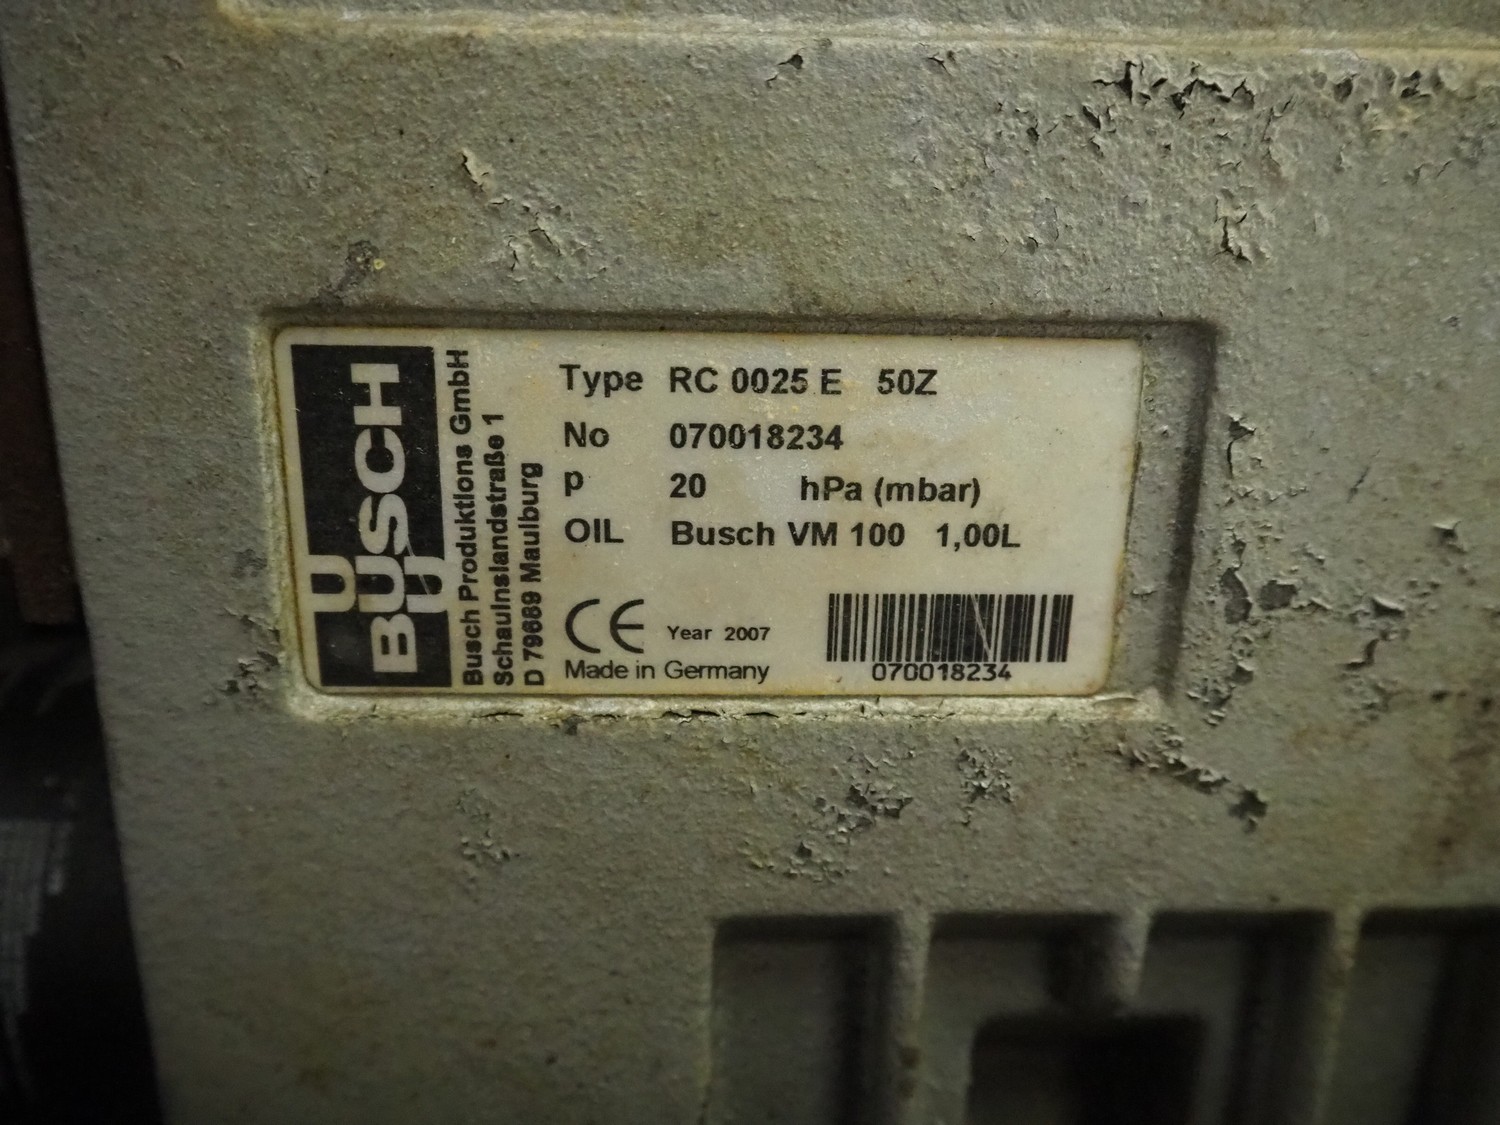 BUSCH
Busch Produktions GmbH
Schauinslandstraße 1
D 79689 Maulburg
Type RC 0025 E 50Z
No 070018234
p 20 hPa (mbar)
OIL Busch VM 100 1,00L
CE Year 2007
Made in Germany
070018234